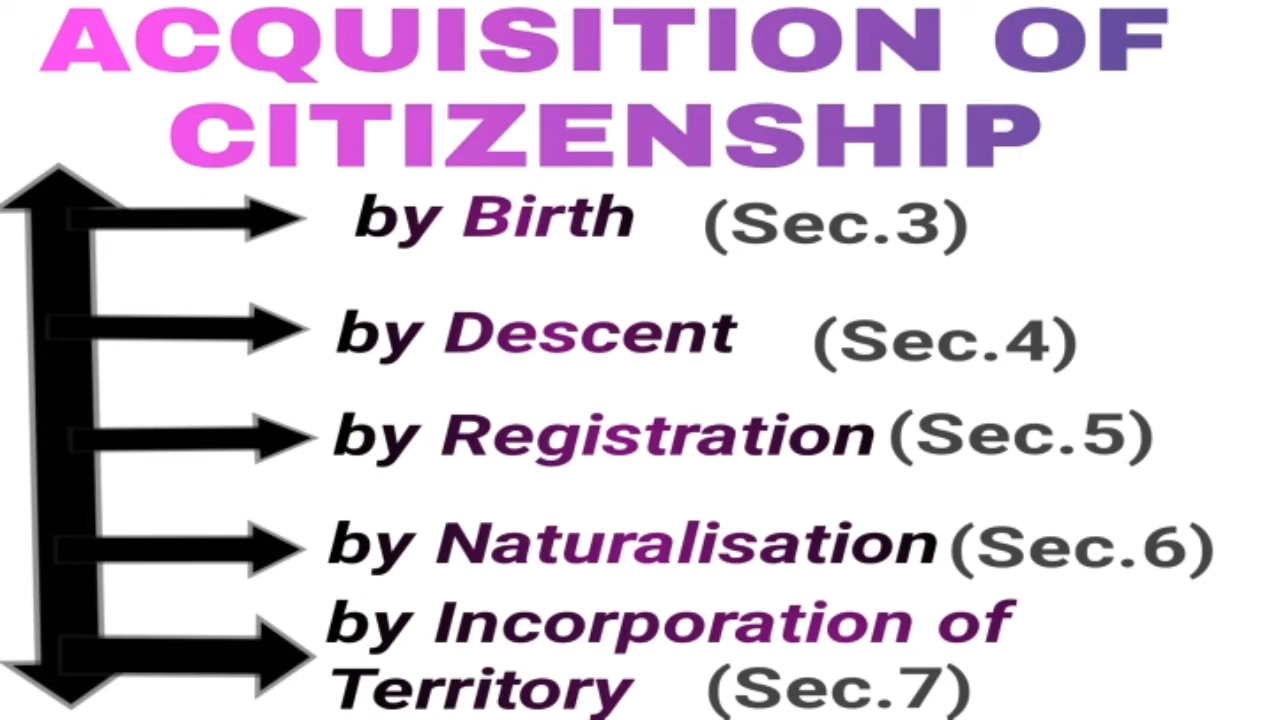 ACQUISITION OF
CITIZENSHIP
by Birth (Sec.3)
by Descent (Sec.4)
by Registration (Sec.5)
by Naturalisation (Sec.6)
by Incorporation of
Territory (Sec.7)